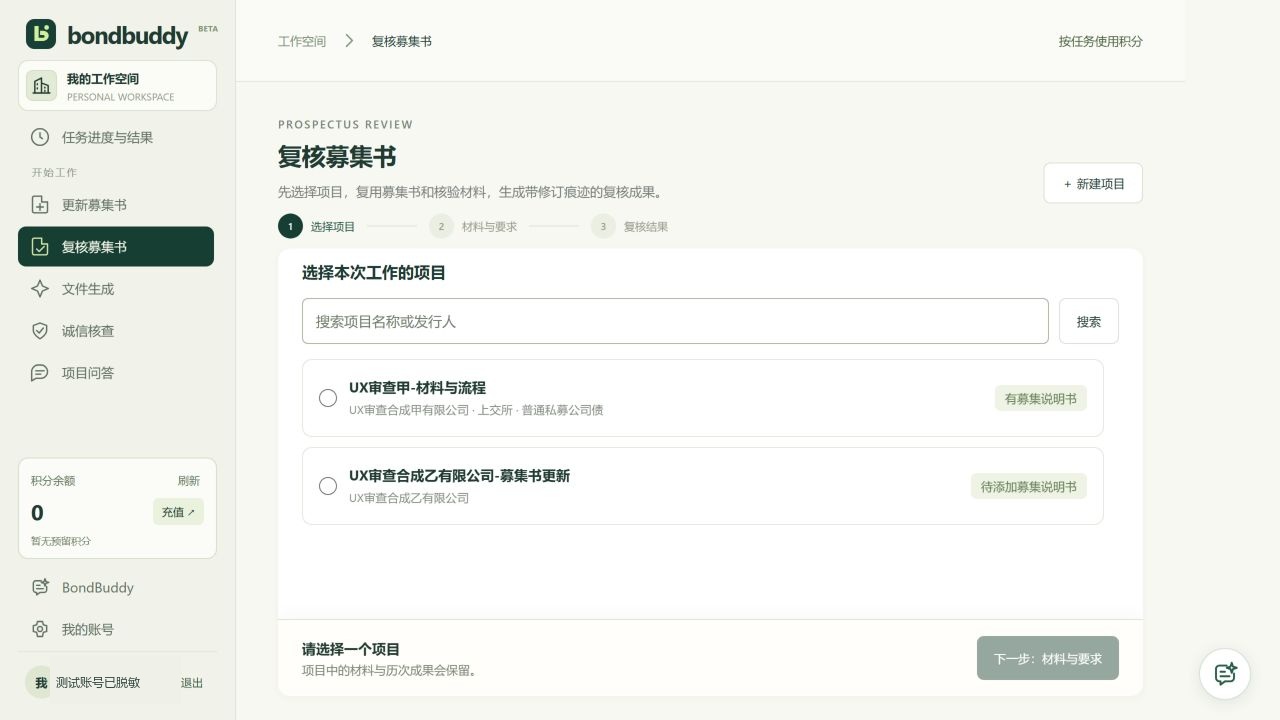 bondbuddy BETA
我的工作空间
PERSONAL WORKSPACE
任务进度与结果
开始工作
更新募集书
复核募集书
文件生成
诚信核查
项目问答
积分余额 刷新
0 充值 ↗
暂无预留积分
BondBuddy
我的账号
我 测试账号已脱敏 退出
工作空间 > 复核募集书 按任务使用积分
PROSPECTUS REVIEW
复核募集书
先选择项目，复用募集书和核验材料，生成带修订痕迹的复核成果。
+ 新建项目
1 选择项目 2 材料与要求 3 复核结果
选择本次工作的项目
搜索项目名称或发行人 搜索
UX审查甲-材料与流程
UX审查合成甲有限公司 · 上交所 · 普通私募公司债
有募集说明书
UX审查合成乙有限公司-募集书更新
UX审查合成乙有限公司
待添加募集说明书
请选择一个项目
项目中的材料与历次成果会保留。
下一步：材料与要求